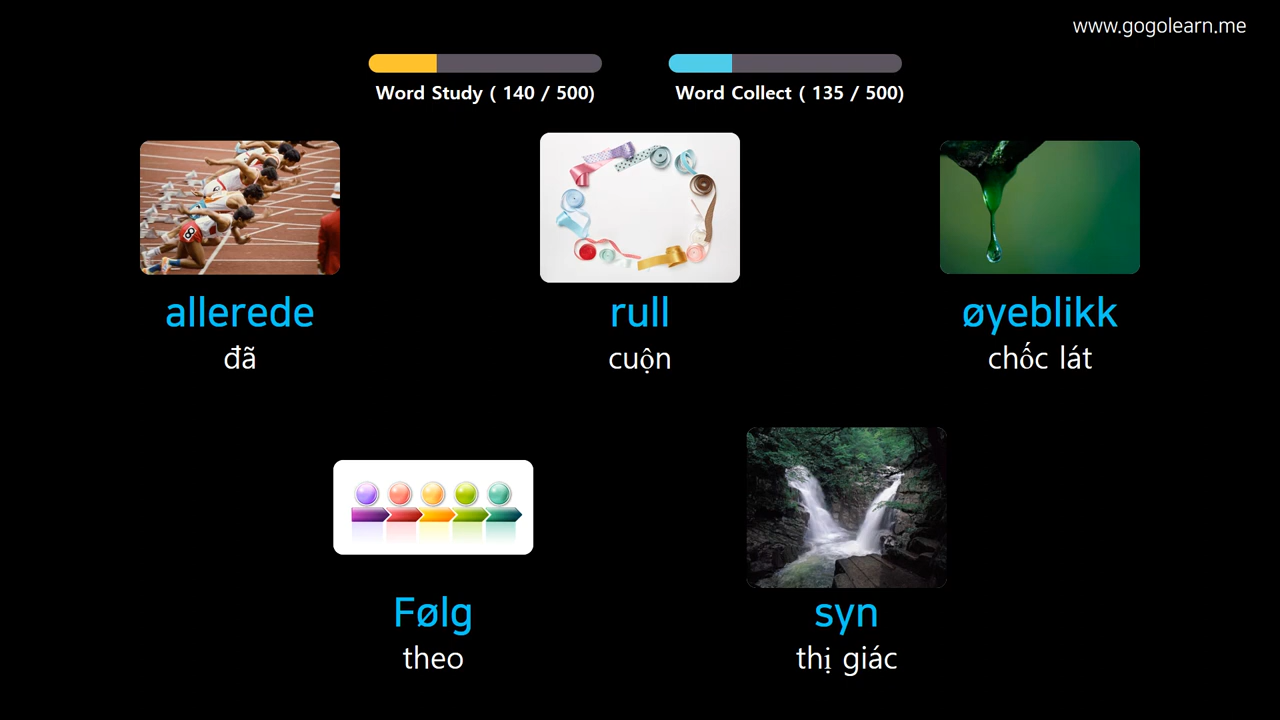 www.gogolearn.me
Word Study ( 140 / 500)
Word Collect ( 135 / 500)
allerede
đã
rull
cuộn
øyeblikk
chốc lát
Følg
theo
syn
thị giác